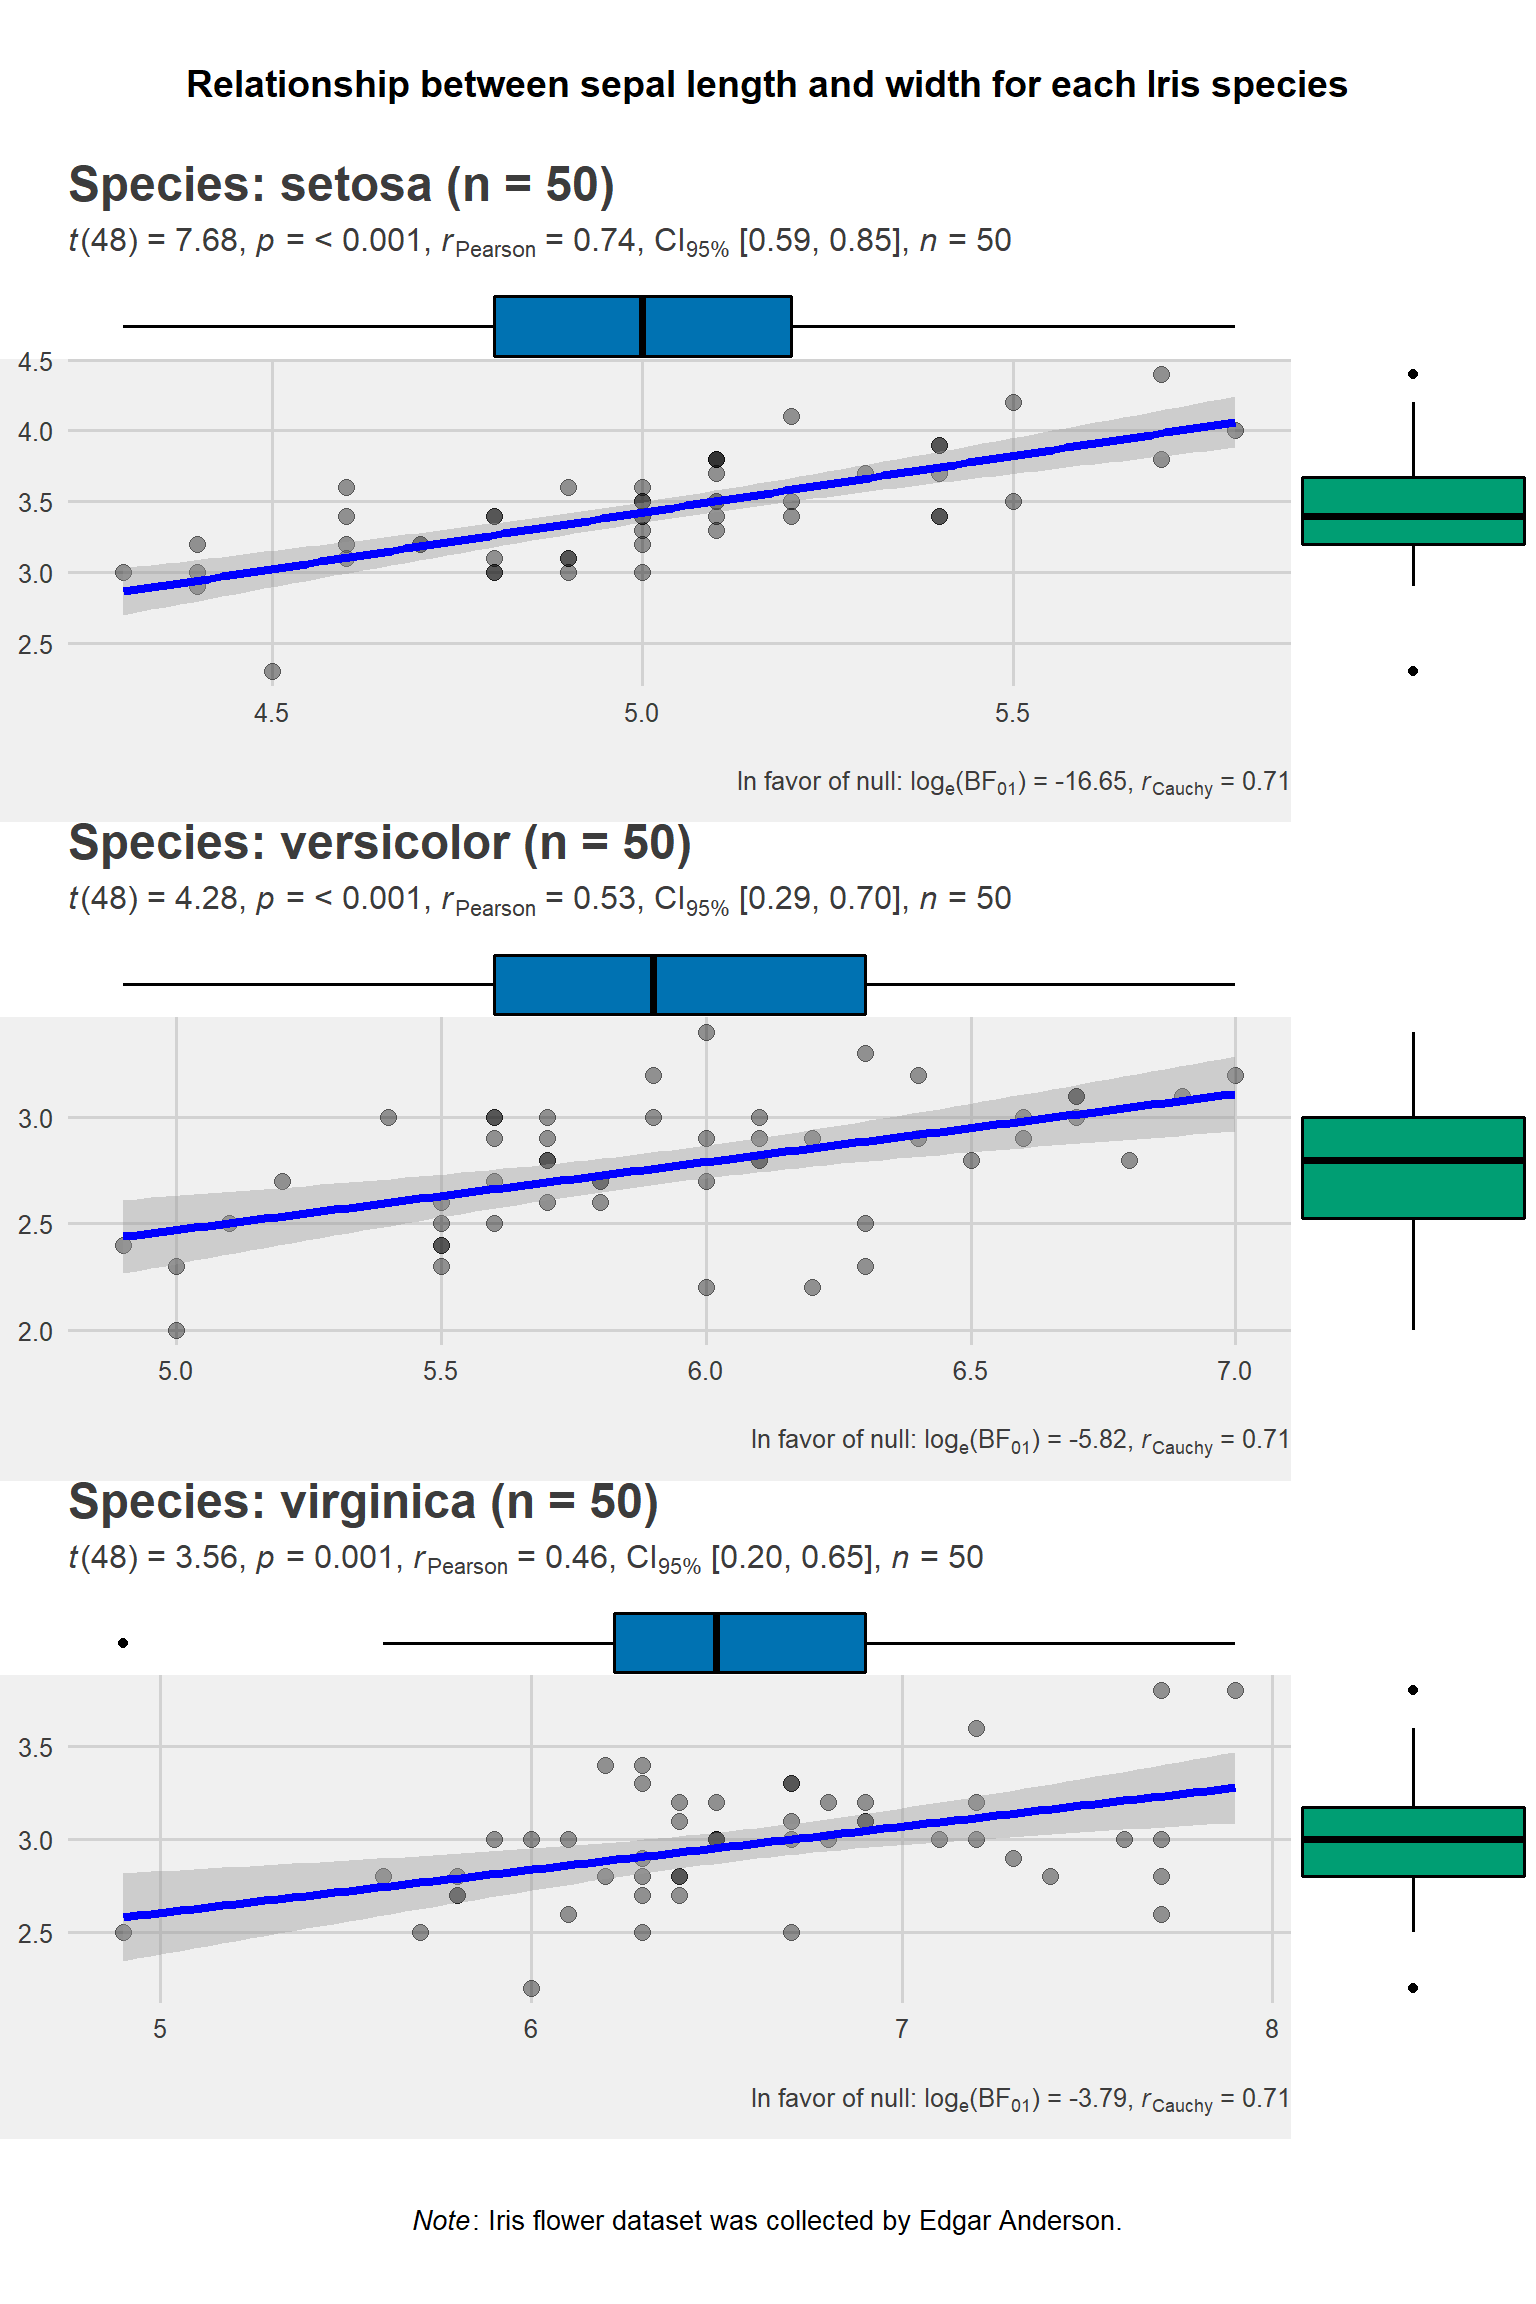 Relationship between sepal length and width for each Iris species
Species: setosa (n = 50)
t(48) = 7.68, p = < 0.001, rPearson = 0.74, CI95% [0.59, 0.85], n = 50
4.5
4.0
3.5
3.0
2.5
4.5 5.0 5.5
In favor of null: loge(BF01) = -16.65, rCauchy = 0.71
Species: versicolor (n = 50)
t(48) = 4.28, p = < 0.001, rPearson = 0.53, CI95% [0.29, 0.70], n = 50
3.0
2.5
2.0
5.0 5.5 6.0 6.5 7.0
In favor of null: loge(BF01) = -5.82, rCauchy = 0.71
Species: virginica (n = 50)
t(48) = 3.56, p = 0.001, rPearson = 0.46, CI95% [0.20, 0.65], n = 50
3.5
3.0
2.5
5 6 7 8
In favor of null: loge(BF01) = -3.79, rCauchy = 0.71
Note: Iris flower dataset was collected by Edgar Anderson.